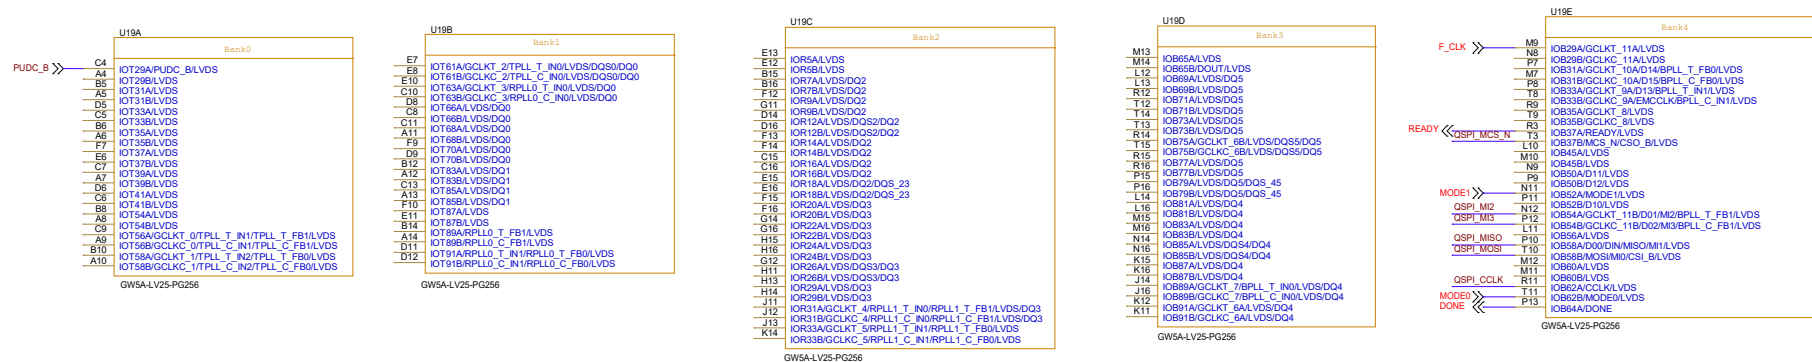 U19A
Bank0
PUDC_B
C4 IOT29A/PUDC_B/LVDS
A4 IOT29B/LVDS
B5 IOT31A/LVDS
A5 IOT31B/LVDS
D5 IOT33A/LVDS
C5 IOT33B/LVDS
B6 IOT35A/LVDS
A6 IOT35B/LVDS
F7 IOT37A/LVDS
E6 IOT37B/LVDS
C7 IOT39A/LVDS
A7 IOT39B/LVDS
D6 IOT41A/LVDS
C6 IOT41B/LVDS
B8 IOT54A/LVDS
A8 IOT54B/LVDS
C9 IOT56A/GCLKT_0/TPLL_T_IN1/TPLL_T_FB1/LVDS
A9 IOT56B/GCLKC_0/TPLL_C_IN1/TPLL_C_FB1/LVDS
B10 IOT58A/GCLKT_1/TPLL_T_IN2/TPLL_T_FB0/LVDS
A10 IOT58B/GCLKC_1/TPLL_C_IN2/TPLL_C_FB0/LVDS
GW5A-LV25-PG256
U19B
Bank1
E7 IOT61A/GCLKT_2/TPLL_T_IN0/LVDS/DQS0/DQ0
E8 IOT61B/GCLKC_2/TPLL_C_IN0/LVDS/DQS0/DQ0
E10 IOT63A/GCLKT_3/RPLL0_T_IN0/LVDS/DQ0
C10 IOT63B/GCLKC_3/RPLL0_C_IN0/LVDS/DQ0
D8 IOT66A/LVDS/DQ0
C8 IOT66B/LVDS/DQ0
C11 IOT68A/LVDS/DQ0
A11 IOT68B/LVDS/DQ0
F9 IOT70A/LVDS/DQ0
D9 IOT70B/LVDS/DQ0
B12 IOT83A/LVDS/DQ1
A12 IOT83B/LVDS/DQ1
C13 IOT85A/LVDS/DQ1
A13 IOT85B/LVDS/DQ1
F10 IOT87A/LVDS
E11 IOT87B/LVDS
B14 IOT89A/RPLL0_T_FB1/LVDS
A14 IOT89B/RPLL0_C_FB1/LVDS
D11 IOT91A/RPLL0_T_IN1/RPLL0_T_FB0/LVDS
D12 IOT91B/RPLL0_C_IN1/RPLL0_C_FB0/LVDS
GW5A-LV25-PG256
U19C
Bank2
E13 IOR5A/LVDS
E12 IOR5B/LVDS
B15 IOR7A/LVDS/DQ2
B16 IOR7B/LVDS/DQ2
F12 IOR9A/LVDS/DQ2
G11 IOR9B/LVDS/DQ2
D14 IOR12A/LVDS/DQS2/DQ2
D16 IOR12B/LVDS/DQS2/DQ2
F13 IOR14A/LVDS/DQ2
F14 IOR14B/LVDS/DQ2
C15 IOR16A/LVDS/DQ2
C16 IOR16B/LVDS/DQ2
E15 IOR18A/LVDS/DQ2/DQS_23
E16 IOR18B/LVDS/DQ2/DQS_23
F15 IOR20A/LVDS/DQ3
F16 IOR20B/LVDS/DQ3
G14 IOR22A/LVDS/DQ3
G16 IOR22B/LVDS/DQ3
H15 IOR24A/LVDS/DQ3
H16 IOR24B/LVDS/DQ3
G12 IOR26A/LVDS/DQS3/DQ3
H11 IOR26B/LVDS/DQS3/DQ3
H13 IOR29A/LVDS/DQ3
H14 IOR29B/LVDS/DQ3
J11 IOR31A/GCLKT_4/RPLL1_T_IN0/RPLL1_T_FB1/LVDS/DQ3
J12 IOR31B/GCLKC_4/RPLL1_C_IN0/RPLL1_C_FB1/LVDS/DQ3
J13 IOR33A/GCLKT_5/RPLL1_T_IN1/RPLL1_T_FB0/LVDS
K14 IOR33B/GCLKC_5/RPLL1_C_IN1/RPLL1_C_FB0/LVDS
GW5A-LV25-PG256
U19D
Bank3
M13 IOB65A/LVDS
M14 IOB65B/DOUT/LVDS
L12 IOB69A/LVDS/DQ5
L13 IOB69B/LVDS/DQ5
R12 IOB71A/LVDS/DQ5
T12 IOB71B/LVDS/DQ5
T14 IOB73A/LVDS/DQ5
T13 IOB73B/LVDS/DQ5
R14 IOB75A/GCLKT_6B/LVDS/DQS5/DQ5
T15 IOB75B/GCLKC_6B/LVDS/DQS5/DQ5
R15 IOB77A/LVDS/DQ5
R16 IOB77B/LVDS/DQ5
P15 IOB79A/LVDS/DQ5/DQS_45
P16 IOB79B/LVDS/DQ5/DQS_45
L14 IOB81A/LVDS/DQ4
L16 IOB81B/LVDS/DQ4
M15 IOB83A/LVDS/DQ4
M16 IOB83B/LVDS/DQ4
N14 IOB85A/LVDS/DQS4/DQ4
N16 IOB85B/LVDS/DQS4/DQ4
K15 IOB87A/LVDS/DQ4
K16 IOB87B/LVDS/DQ4
J14 IOB89A/GCLKT_7/BPLL_T_IN0/LVDS/DQ4
J16 IOB89B/GCLKC_7/BPLL_C_IN0/LVDS/DQ4
K12 IOB91A/GCLKT_6A/LVDS/DQ4
K11 IOB91B/GCLKC_6A/LVDS/DQ4
GW5A-LV25-PG256
U19E
Bank4
F_CLK M9 IOB29A/GCLKT_11A/LVDS
N8 IOB29B/GCLKC_11A/LVDS
P7 IOB31A/GCLKT_10A/D14/BPLL_T_FB0/LVDS
M7 IOB31B/GCLKC_10A/D15/BPLL_C_FB0/LVDS
P8 IOB33A/GCLKT_9A/D13/BPLL_T_IN1/LVDS
T8 IOB33B/GCLKC_9A/EMCCLK/BPLL_C_IN1/LVDS
R9 IOB35A/GCLKT_8/LVDS
T9 IOB35B/GCLKC_8/LVDS
READY R3 IOB37A/READY/LVDS
QSPI_MCS_N T3 IOB37B/MCS_N/CSO_B/LVDS
L10 IOB45A/LVDS
M10 IOB45B/LVDS
N9 IOB50A/D11/LVDS
P9 IOB50B/D12/LVDS
MODE1 N11 IOB52A/MODE1/LVDS
P11 IOB52B/D10/LVDS
QSPI_MI2 N12 IOB54A/GCLKT_11B/D01/MI2/BPLL_T_FB1/LVDS
QSPI_MI3 P12 IOB54B/GCLKC_11B/D02/MI3/BPLL_C_FB1/LVDS
L11 IOB56A/LVDS
QSPI_MISO P10 IOB58A/D00/DIN/MISO/MI1/LVDS
QSPI_MOSI T10 IOB58B/MOSI/MI0/CSI_B/LVDS
M12 IOB60A/LVDS
M11 IOB60B/LVDS
QSPI_CCLK R11 IOB62A/CCLK/LVDS
MODE0 T11 IOB62B/MODE0/LVDS
DONE P13 IOB64A/DONE
GW5A-LV25-PG256